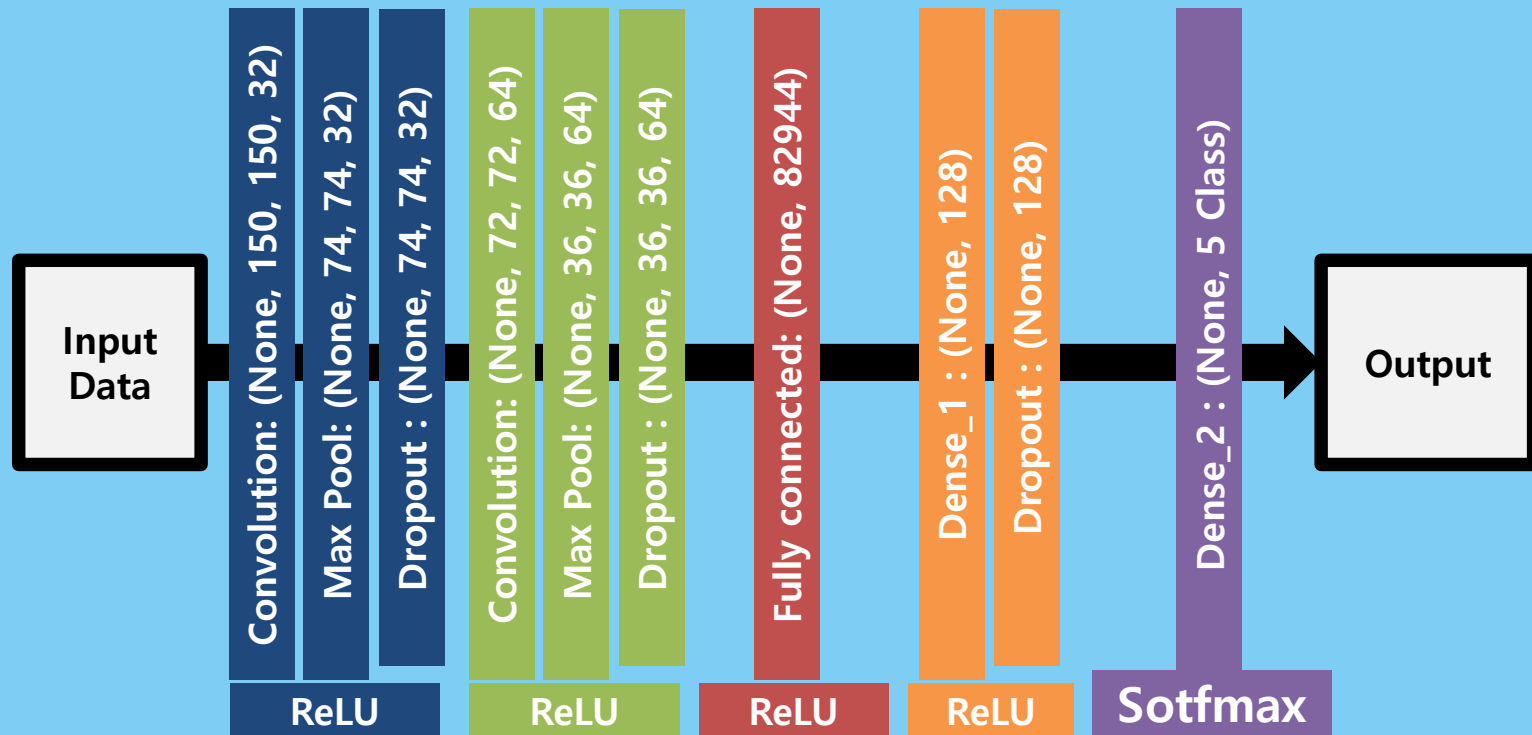 Input
Data
Convolution: (None, 150, 150, 32)
Max Pool: (None, 74, 74, 32)
Dropout : (None, 74, 74, 32)
ReLU
Convolution: (None, 72, 72, 64)
Max Pool: (None, 36, 36, 64)
Dropout : (None, 36, 36, 64)
ReLU
Fully connected: (None, 82944)
ReLU
Dense_1 : (None, 128)
Dropout : (None, 128)
ReLU
Dense_2 : (None, 5 Class)
Sotfmax
Output